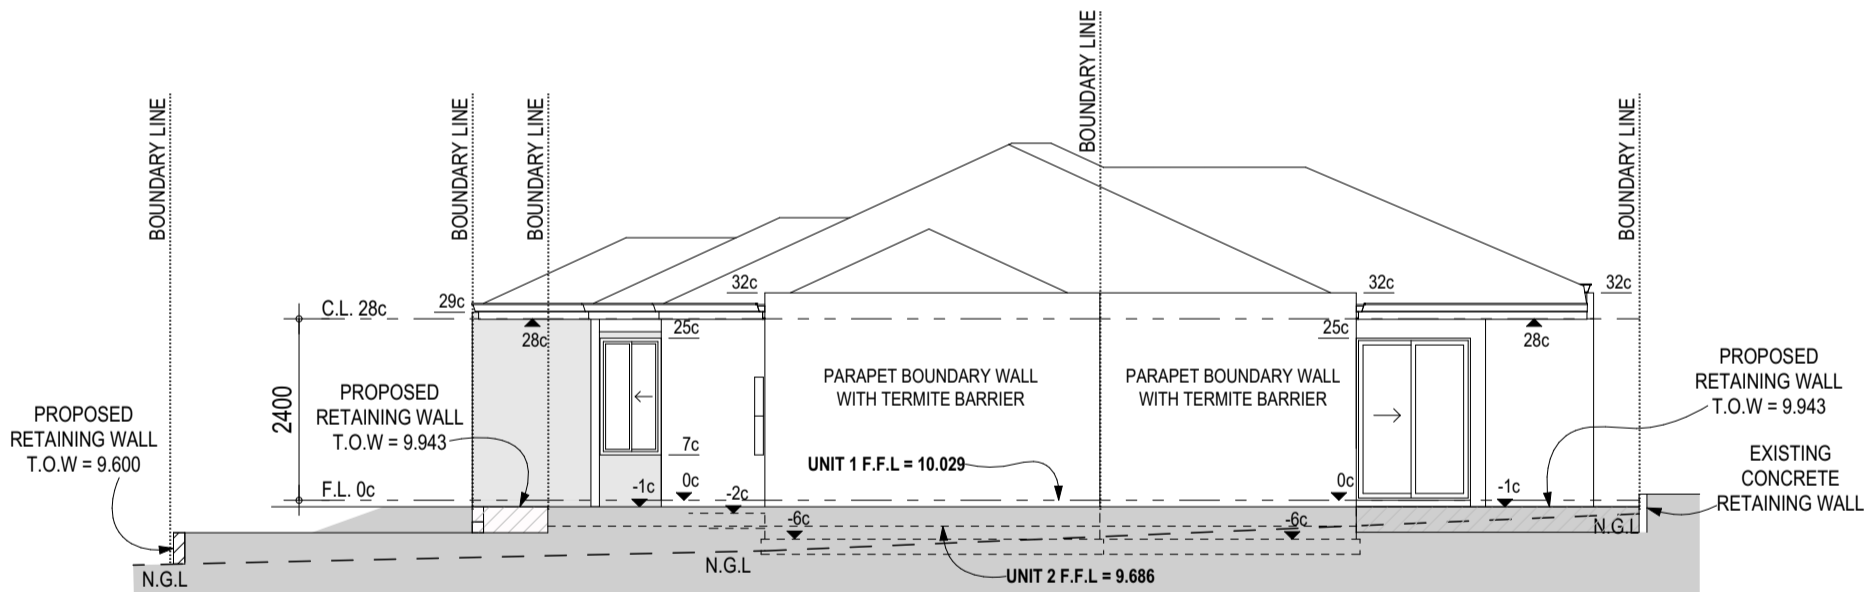 BOUNDARY LINE
BOUNDARY LINE
BOUNDARY LINE
BOUNDARY LINE
BOUNDARY LINE
C.L. 28c
29c
32c
32c
32c
28c
25c
25c
28c
2400
PROPOSED
RETAINING WALL
T.O.W = 9.600
PROPOSED
RETAINING WALL
T.O.W = 9.943
PARAPET BOUNDARY WALL
WITH TERMITE BARRIER
PARAPET BOUNDARY WALL
WITH TERMITE BARRIER
PROPOSED
RETAINING WALL
T.O.W = 9.943
7c
UNIT 1 F.F.L = 10.029
EXISTING
CONCRETE
RETAINING WALL
F.L. 0c
-1c
0c
-2c
0c
-1c
-6c
-6c
N.G.L
N.G.L
N.G.L
UNIT 2 F.F.L = 9.686